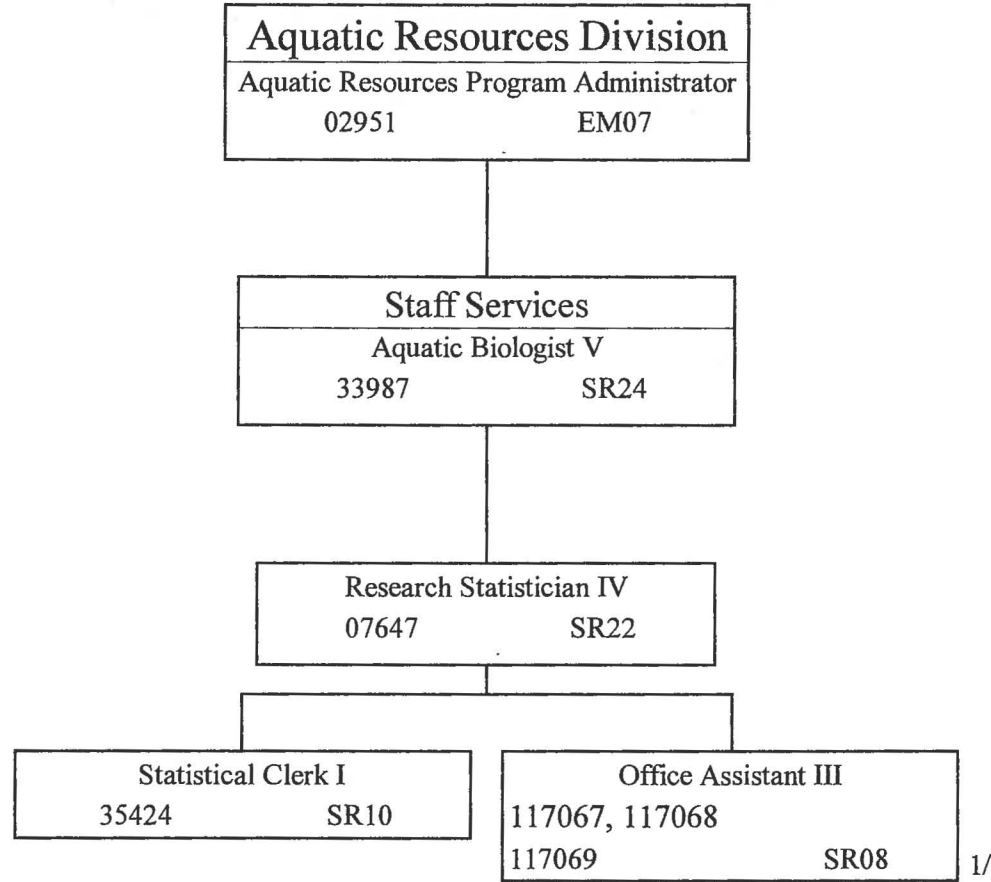 Aquatic Resources Division
Aquatic Resources Program Administrator
02951 EM07
Staff Services
Aquatic Biologist V
33987 SR24
Research Statistician IV
07647 SR22
Statistical Clerk I
35424 SR10
Office Assistant III
117067, 117068
117069 SR08 1/